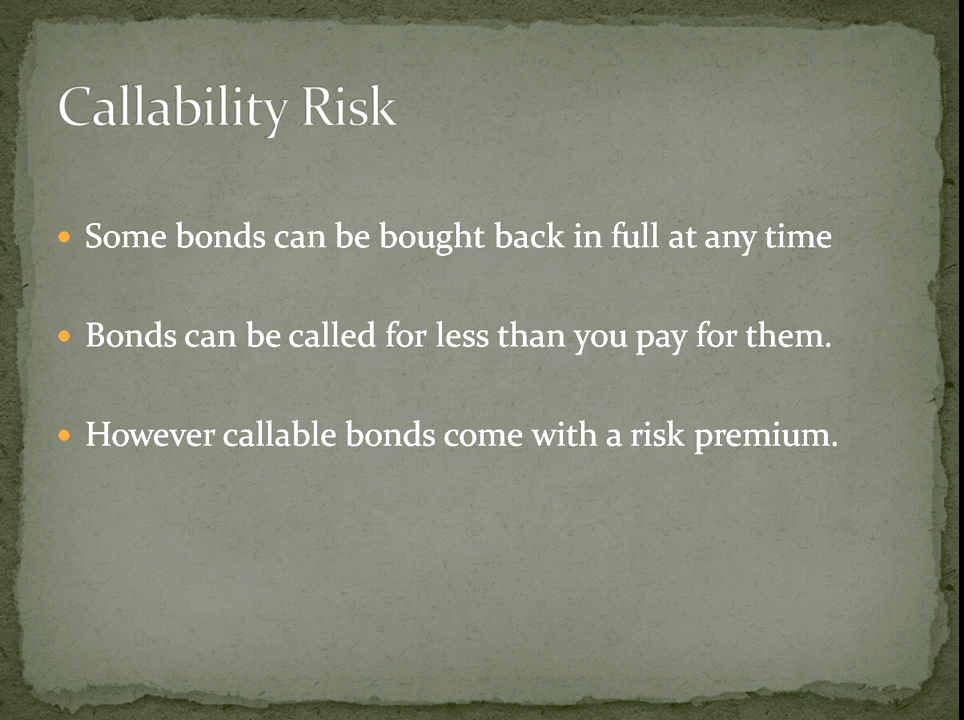 Callability Risk
Some bonds can be bought back in full at any time
Bonds can be called for less than you pay for them.
However callable bonds come with a risk premium.